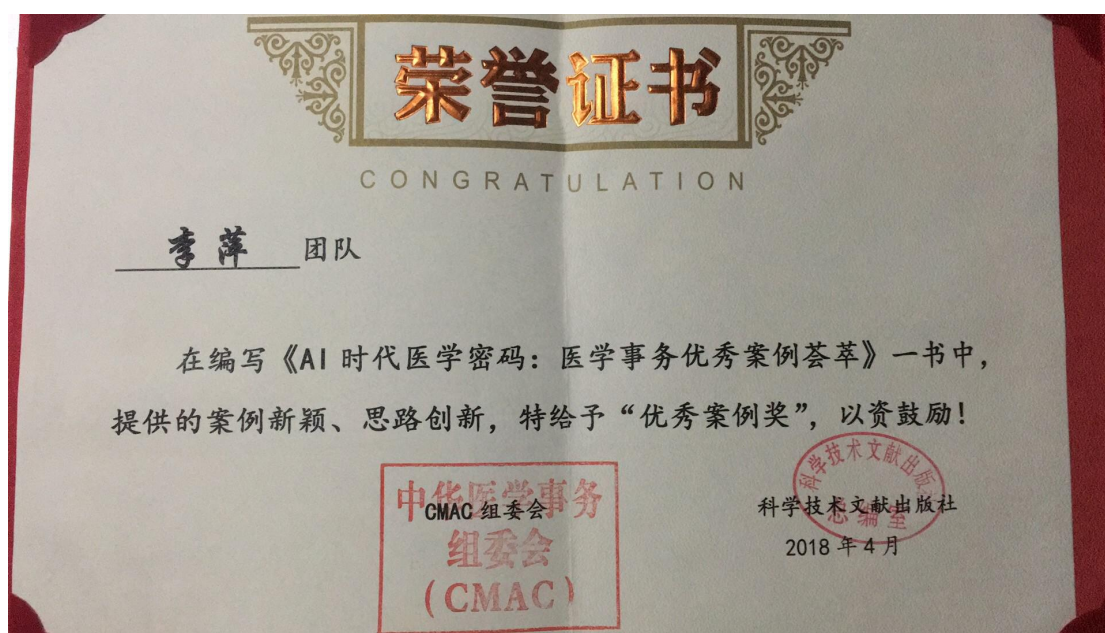 荣誉证书
CONGRATULATION
李萍 团队
在编写《AI时代医学密码：医学事务优秀案例荟萃》一书中，
提供的案例新颖、思路创新，特给予“优秀案例奖”，以资鼓励！
中华医学事务
组委会
(CMAC)
CMAC组委会
科学技术文献出版社
总编室
科学技术文献出版社
2018年4月